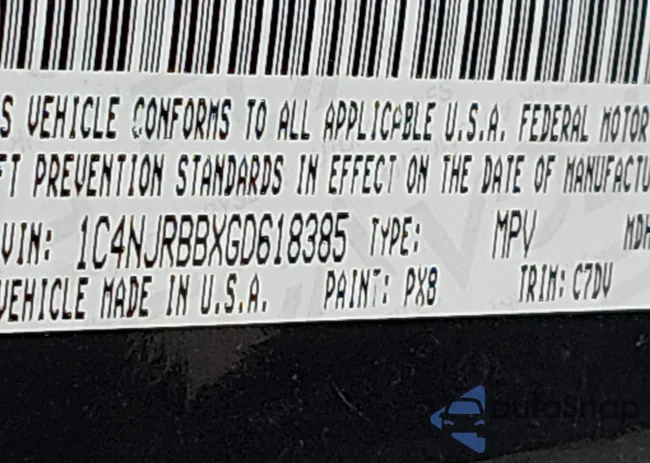 S VEHICLE CONFORMS TO ALL APPLICABLE U.S.A. FEDERAL MOTOR
FT PREVENTION STANDARDS IN EFFECT ON THE DATE OF MANUFACTU
VIN: 1C4NJRBBXGD618385 TYPE: MPV MDH
VEHICLE MADE IN U.S.A. PAINT: PX8 TRIM: C7DV
autoSnap